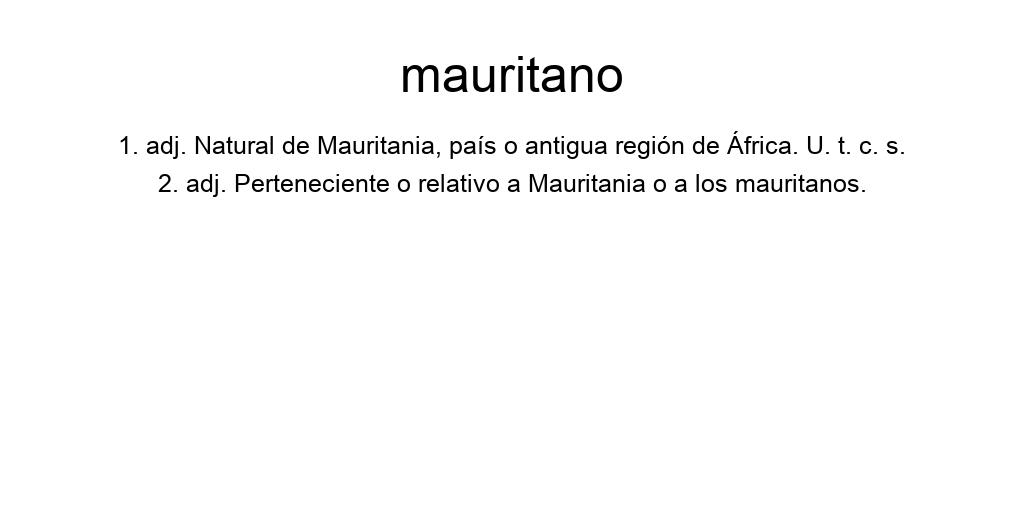 mauritano
1. adj. Natural de Mauritania, país o antigua región de África. U. t. c. s.
2. adj. Perteneciente o relativo a Mauritania o a los mauritanos.